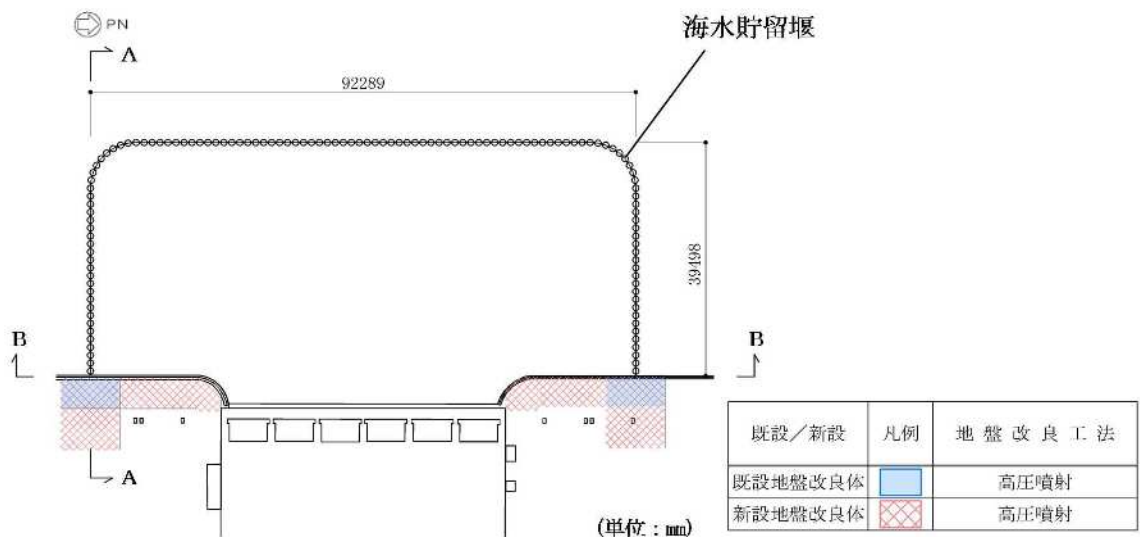 PN
A
海水貯留堰
92289
39498
B
B
A
既設／新設 凡例 地盤改良工法
既設地盤改良体 高圧噴射
新設地盤改良体 高圧噴射
(単位：mm)